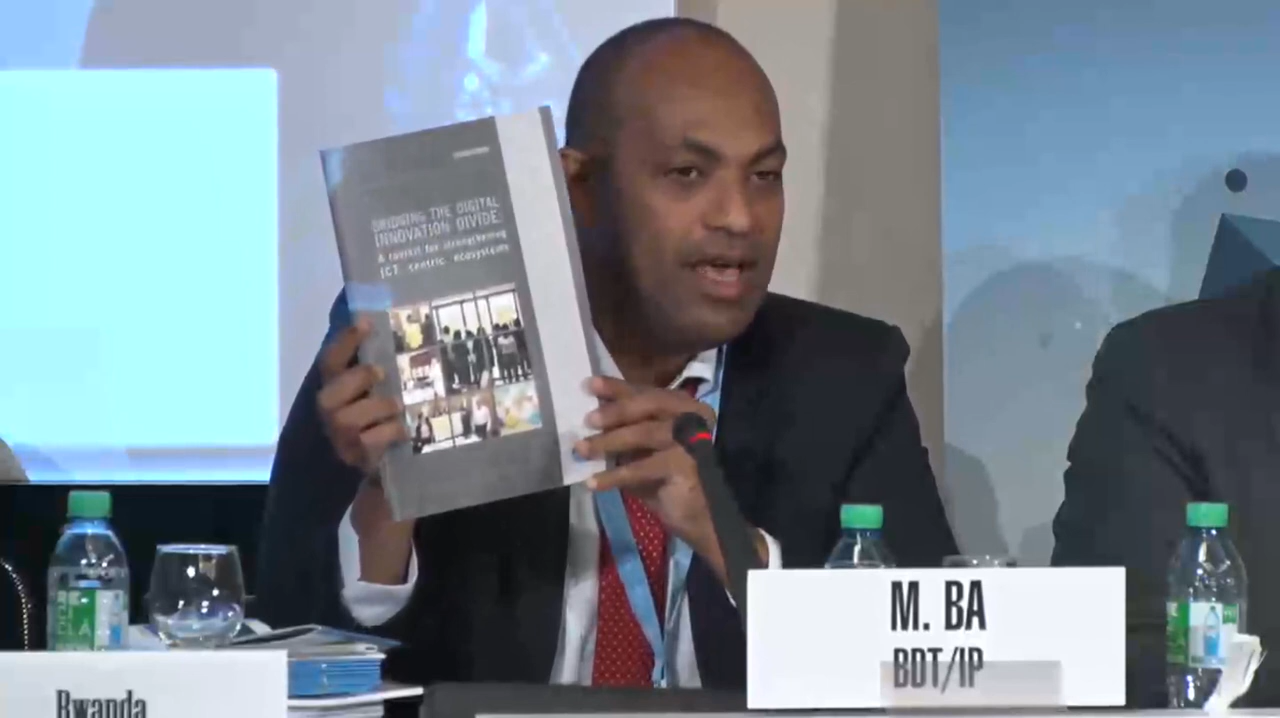 BRIDGING THE DIGITAL
INNOVATION DIVIDE:
A toolkit for strengthening
ICT centric ecosystems
M. BA
BDT/IP
Rwanda